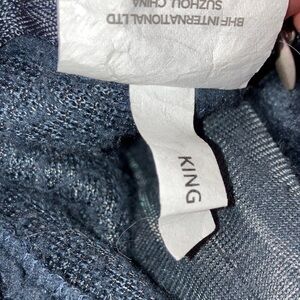 BHF INTERNATIONAL LTD
SUZHOU, CHINA
KING